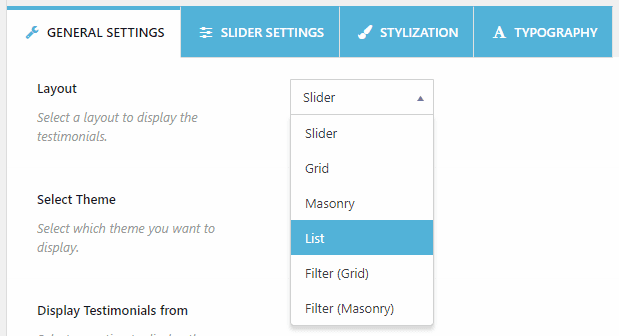 GENERAL SETTINGS
SLIDER SETTINGS
STYLIZATION
TYPOGRAPHY
Layout
Select a layout to display the
testimonials.
Slider
Slider
Grid
Masonry
List
Filter (Grid)
Filter (Masonry)
Select Theme
Select which theme you want to
display.
Display Testimonials from